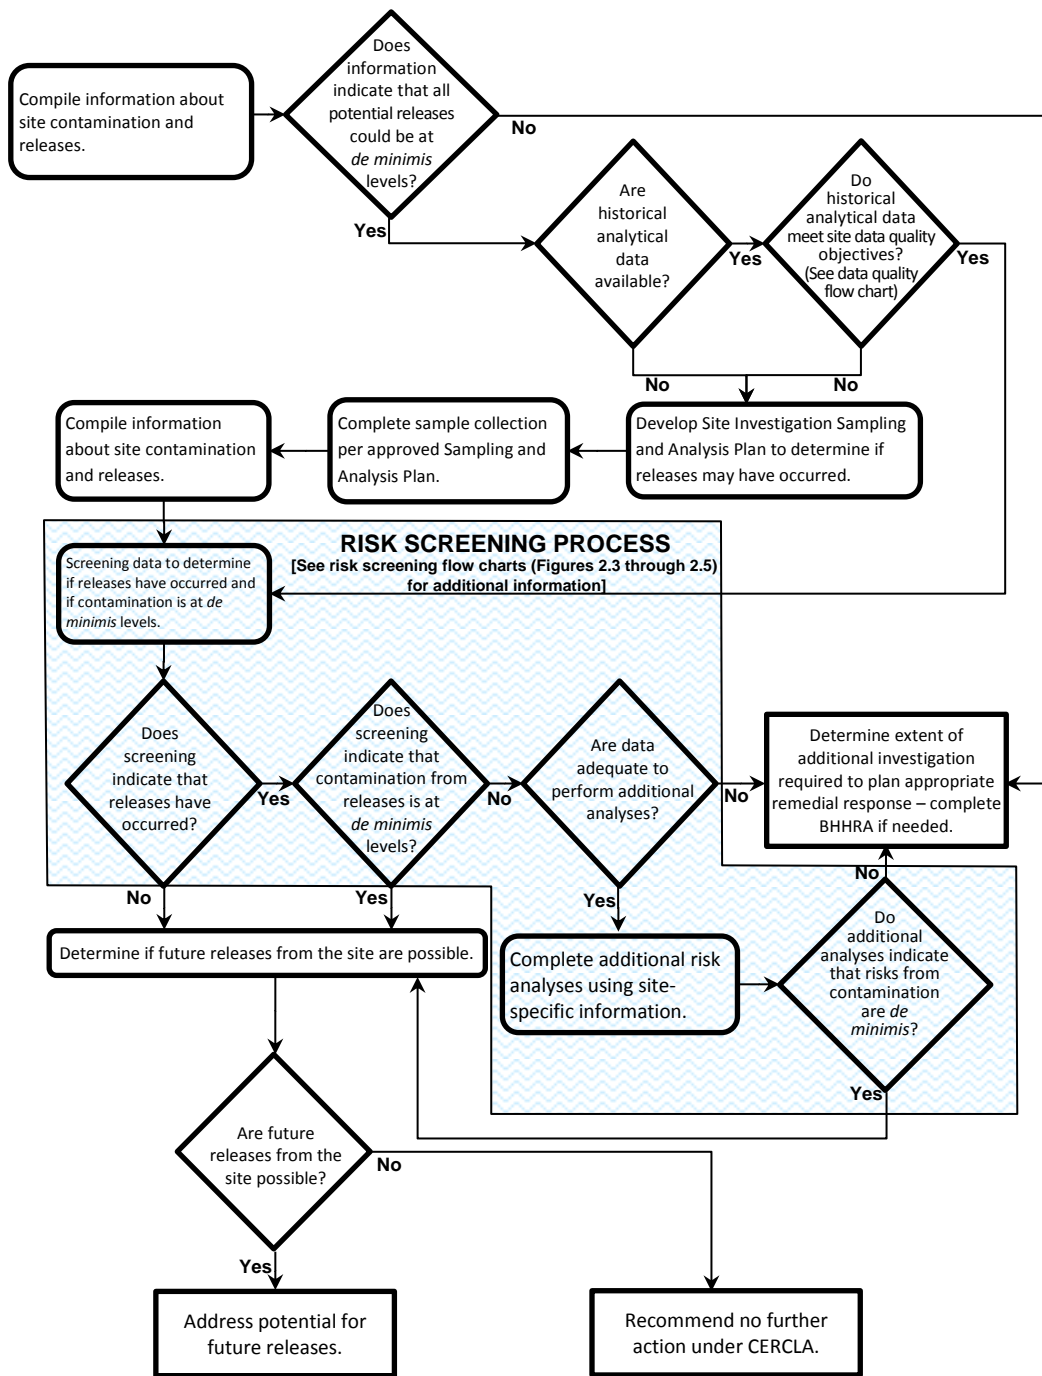 Compile information about
site contamination and
releases.
Does
information
indicate that all
potential releases
could be at
de minimis
levels?
No
Yes
Are
historical
analytical
data
available?
Yes
Do
historical
analytical data
meet site data quality
objectives?
(See data quality
flow chart)
Yes
No
No
Compile information
about site contamination
and releases.
Complete sample collection
per approved Sampling and
Analysis Plan.
Develop Site Investigation Sampling
and Analysis Plan to determine if
releases may have occurred.
RISK SCREENING PROCESS
[See risk screening flow charts (Figures 2.3 through 2.5)
for additional information]
Screening data to determine
if releases have occurred and
if contamination is at de
minimis levels.
Does
screening
indicate that
releases have
occurred?
Yes
Does
screening
indicate that
contamination from
releases is at
de minimis
levels?
No
Are data
adequate to
perform additional
analyses?
No
Determine extent of
additional investigation
required to plan appropriate
remedial response – complete
BHHRA if needed.
No
Yes
Yes
No
Determine if future releases from the site are possible.
Complete additional risk
analyses using site-
specific information.
Do
additional
analyses indicate
that risks from
contamination
are de
minimis?
Yes
Are future
releases from the
site possible?
No
Yes
Address potential for
future releases.
Recommend no further
action under CERCLA.